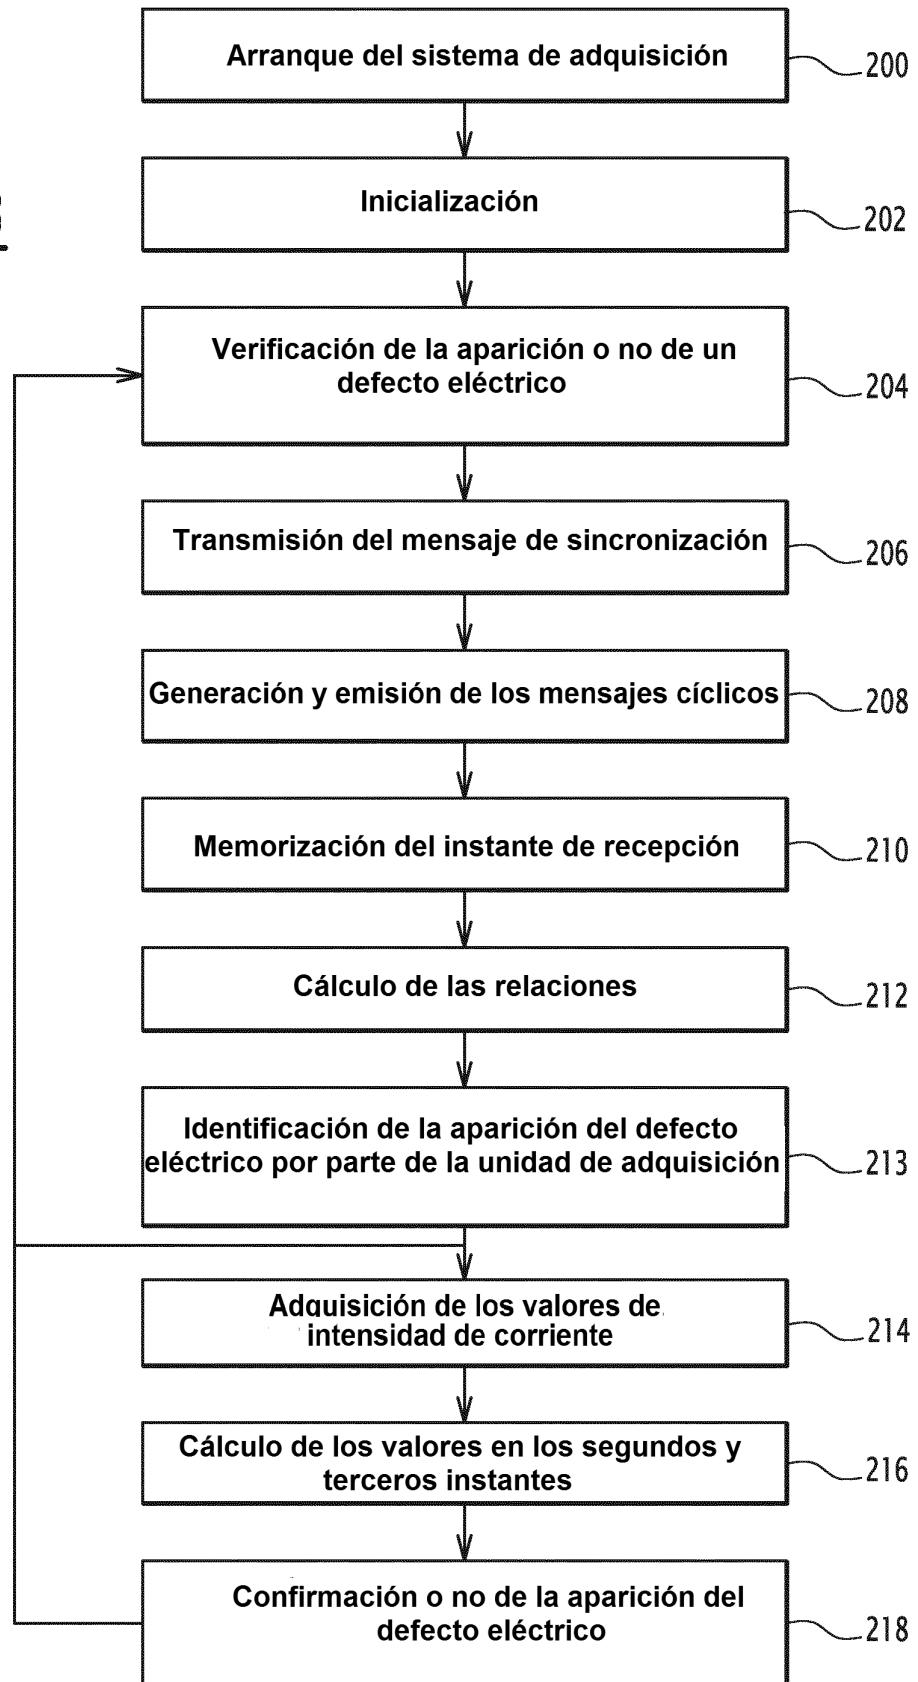 Arranque del sistema de adquisición
200
Inicialización
202
Verificación de la aparición o no de un
defecto eléctrico
204
Transmisión del mensaje de sincronización
206
Generación y emisión de los mensajes cíclicos
208
Memorización del instante de recepción
210
Cálculo de las relaciones
212
Identificación de la aparición del defecto
eléctrico por parte de la unidad de adquisición
213
Adquisición de los valores de
intensidad de corriente
214
Cálculo de los valores en los segundos y
terceros instantes
216
Confirmación o no de la aparición del
defecto eléctrico
218